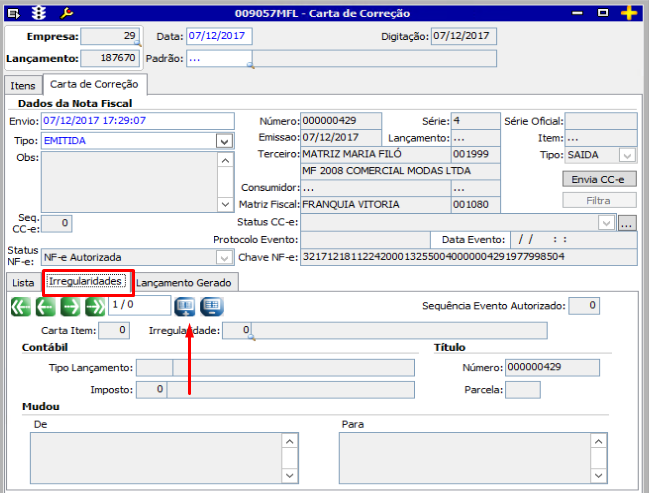 009057MFL - Carta de Correção
Empresa: 29 Data: 07/12/2017 Digitação: 07/12/2017
Lançamento: 187670 Padrão: ...
Itens Carta de Correção
Dados da Nota Fiscal
Envio: 07/12/2017 17:29:07 Número: 000000429 Série: 4 Série Oficial:
Tipo: EMITIDA Emissao: 07/12/2017 Lançamento: ... Item: ...
Obs: Terceiro: MATRIZ MARIA FILÓ 001999 Tipo: SAIDA
MF 2008 COMERCIAL MODAS LTDA
Consumidor: ... ... Envia CC-e
Matriz Fiscal: FRANQUIA VITORIA 001080 Filtra
Seq. CC-e: 0 Status CC-e: ...
Protocolo Evento: Data Evento: / / : :
Status NF-e: NF-e Autorizada Chave NF-e: 32171218112242000132550040000004291977998504
Lista Irregularidades Lançamento Gerado
1 / 0 Sequência Evento Autorizado: 0
Carta Item: 0 Irregularidade: 0
Contábil Título
Tipo Lançamento: Número: 000000429
Imposto: 0 Parcela:
Mudou
De Para